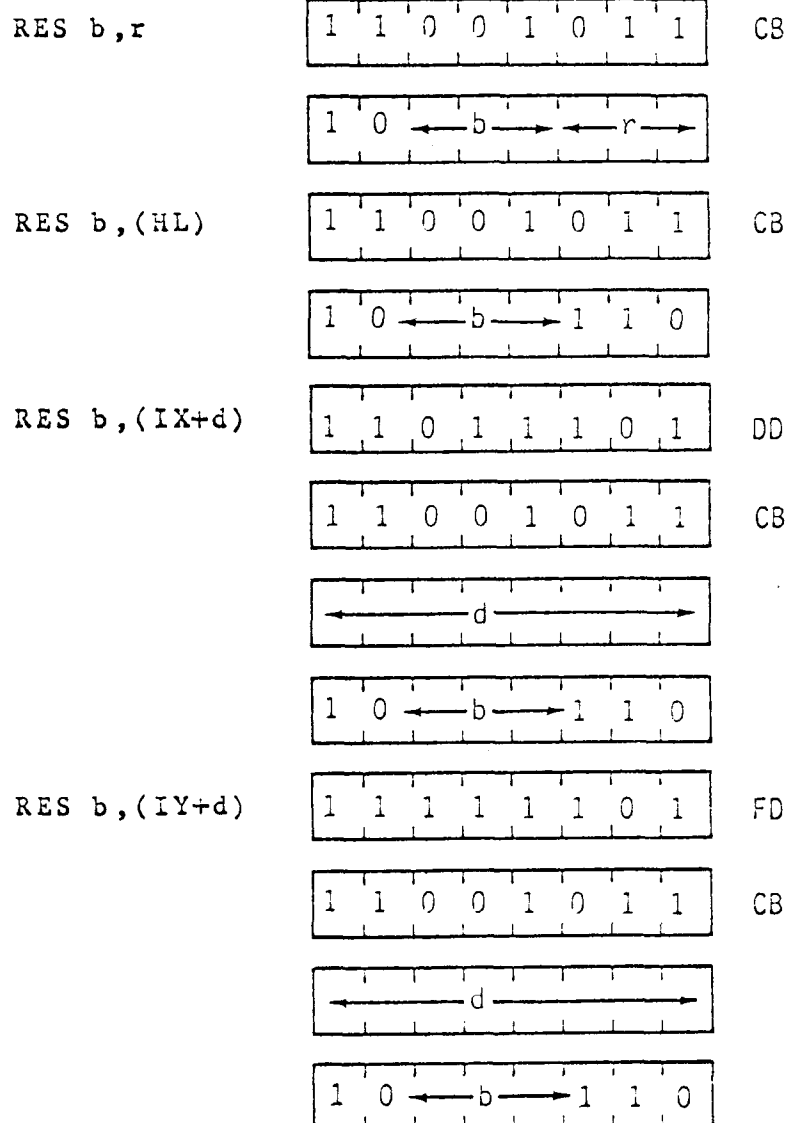 RES b,r 1 1 0 0 1 0 1 1 CB
1 0 b r
RES b,(HL) 1 1 0 0 1 0 1 1 CB
1 0 b 1 1 0
RES b,(IX+d) 1 1 0 1 1 1 0 1 DD
1 1 0 0 1 0 1 1 CB
d
1 0 b 1 1 0
RES b,(IY+d) 1 1 1 1 1 1 0 1 FD
1 1 0 0 1 0 1 1 CB
d
1 0 b 1 1 0